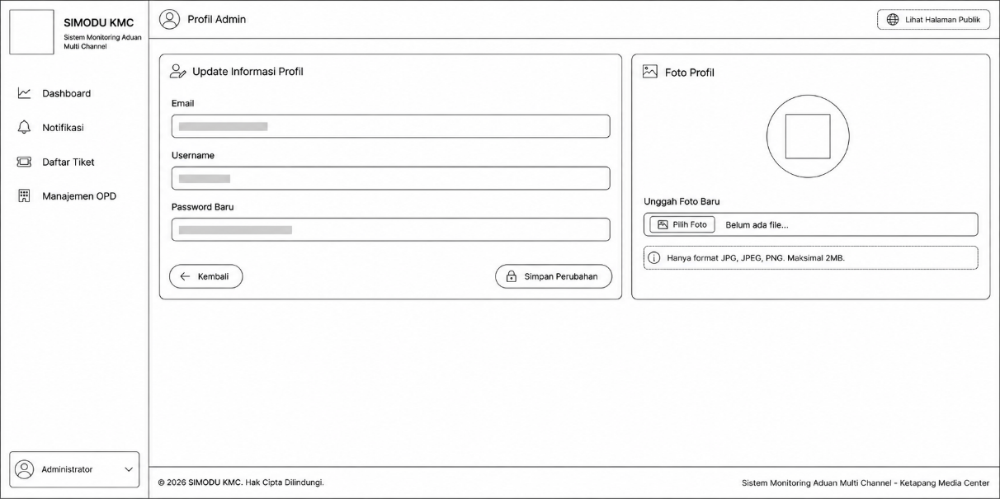 SIMODU KMC
Sistem Monitoring Aduan
Multi Channel
Dashboard
Notifikasi
Daftar Tiket
Manajemen OPD
Administrator
Profil Admin
Lihat Halaman Publik
Update Informasi Profil
Email
Username
Password Baru
Kembali
Simpan Perubahan
Foto Profil
Unggah Foto Baru
Pilih Foto
Belum ada file...
Hanya format JPG, JPEG, PNG. Maksimal 2MB.
© 2026 SIMODU KMC. Hak Cipta Dilindungi.
Sistem Monitoring Aduan Multi Channel - Ketapang Media Center